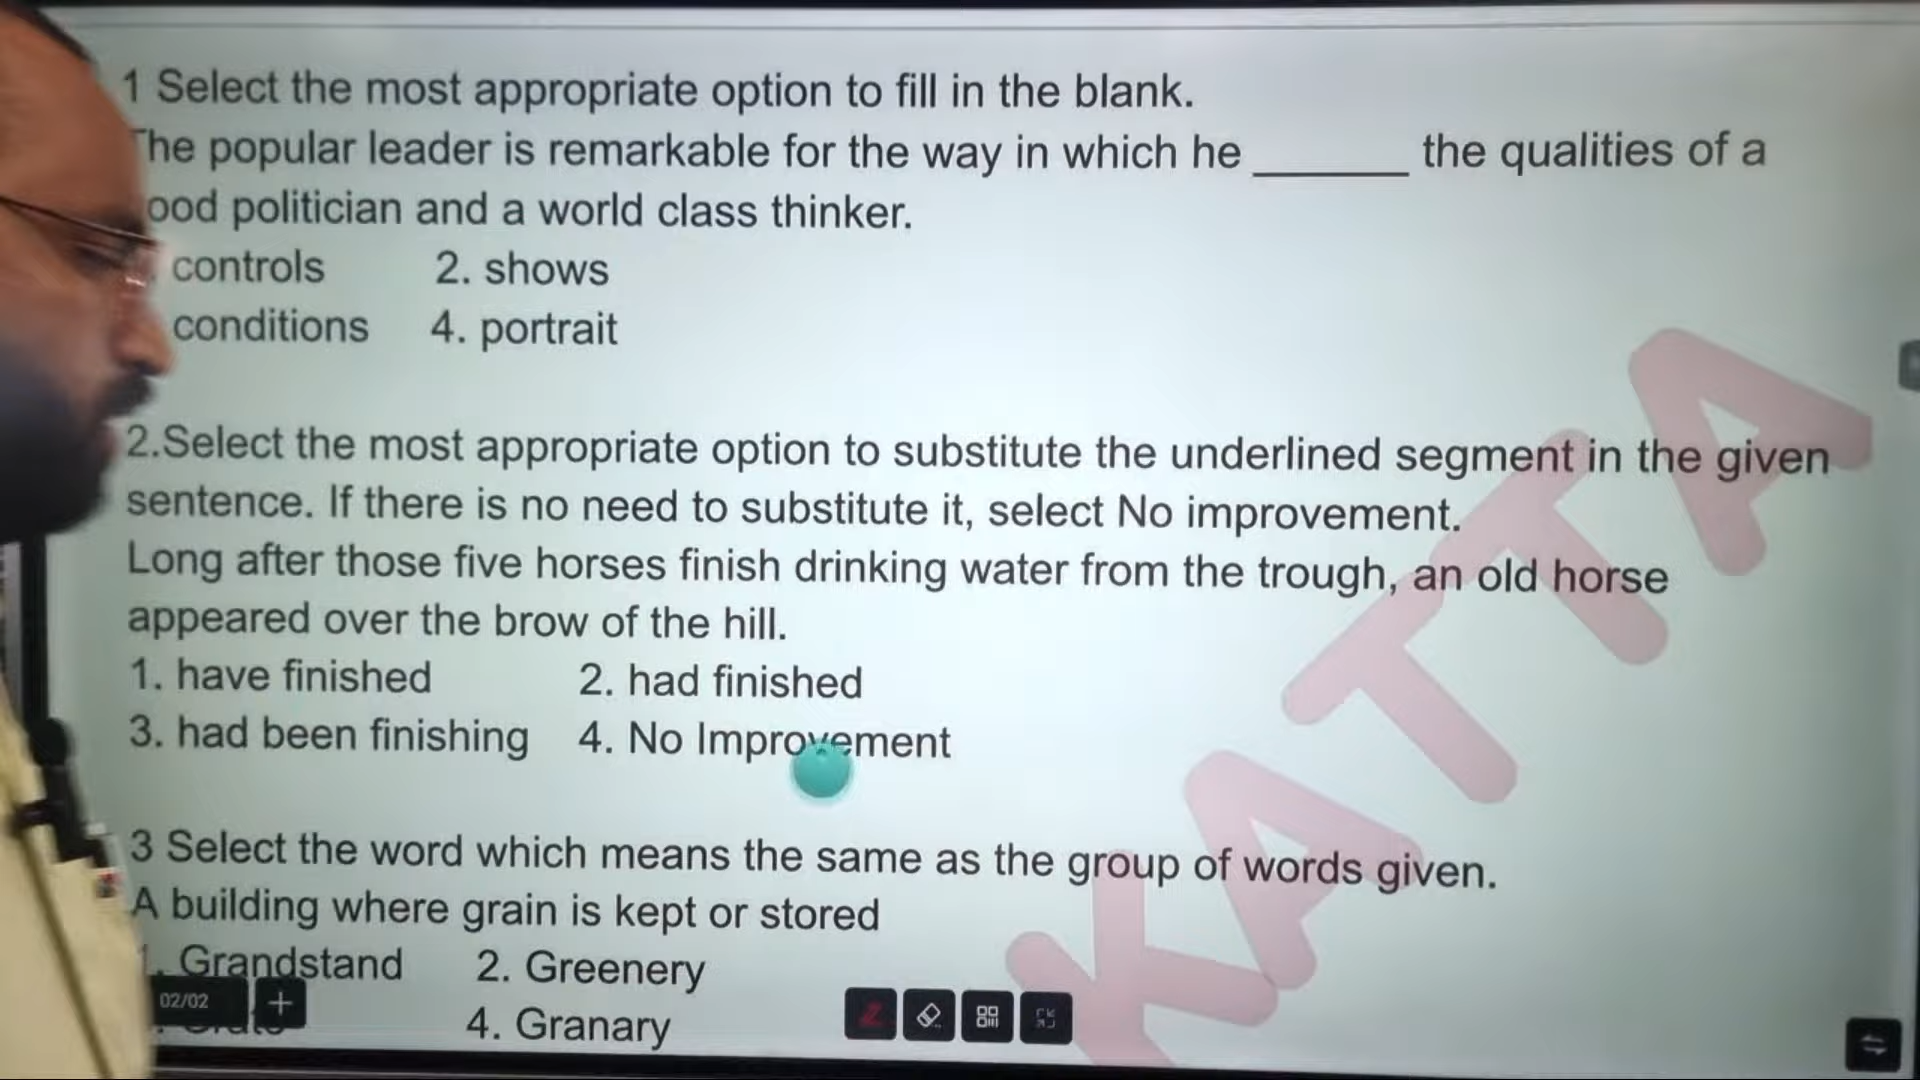 1 Select the most appropriate option to fill in the blank.
The popular leader is remarkable for the way in which he ______ the qualities of a
ood politician and a world class thinker.
controls 2. shows
conditions 4. portrait
2.Select the most appropriate option to substitute the underlined segment in the given
sentence. If there is no need to substitute it, select No improvement.
Long after those five horses finish drinking water from the trough, an old horse
appeared over the brow of the hill.
1. have finished 2. had finished
3. had been finishing 4. No Improvement
3 Select the word which means the same as the group of words given.
A building where grain is kept or stored
1. Grandstand 2. Greenery
4. Granary
02/02
KATTA